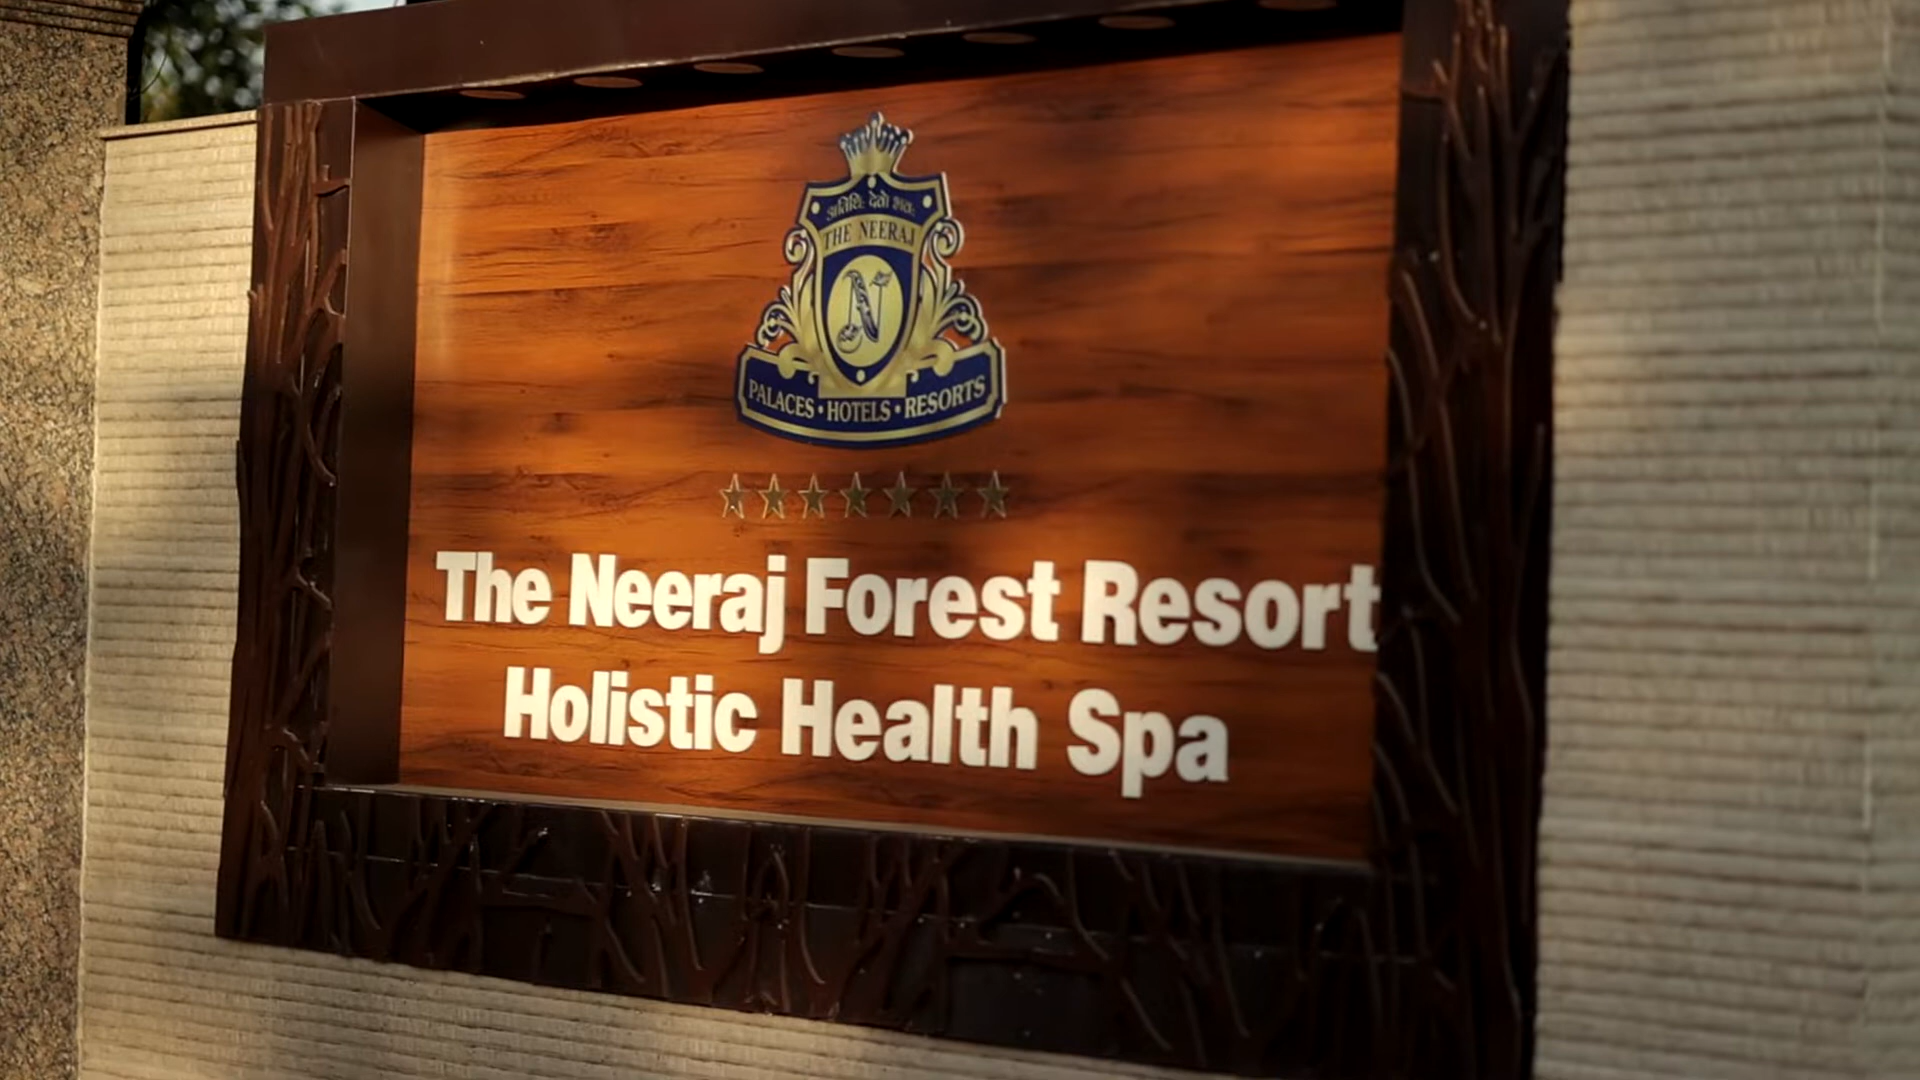 अतिथि: देवो भव:
THE NEERAJ
N
PALACES • HOTELS • RESORTS
The Neeraj Forest Resort
Holistic Health Spa